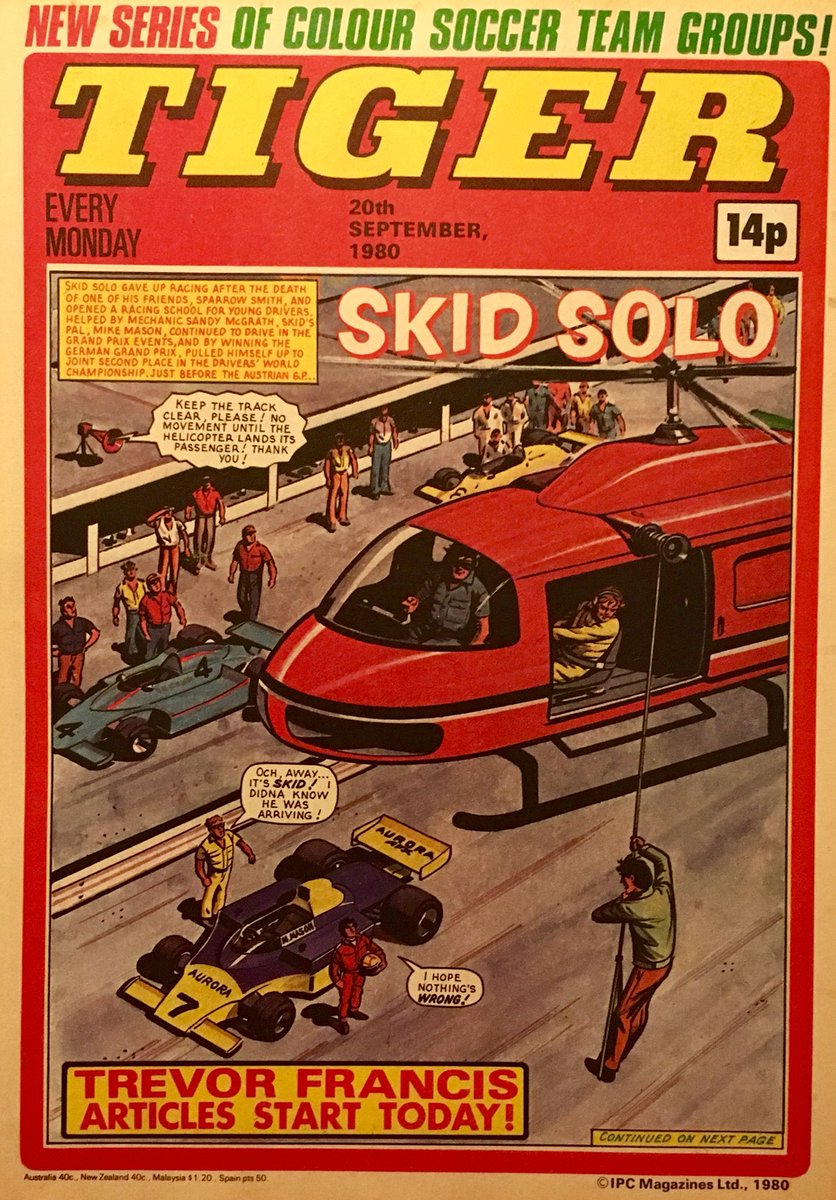 NEW SERIES OF COLOUR SOCCER TEAM GROUPS!
TIGER
EVERY
MONDAY
20th
SEPTEMBER,
1980
14p
SKID SOLO GAVE UP RACING AFTER THE DEATH
OF ONE OF HIS FRIENDS, SPARROW SMITH, AND
OPENED A RACING SCHOOL FOR YOUNG DRIVERS.
HELPED BY MECHANIC SANDY McGRATH, SKID'S
PAL, MIKE MASON, CONTINUED TO DRIVE IN THE
GRAND PRIX EVENTS, AND BY WINNING THE
GERMAN GRAND PRIX, PULLED HIMSELF UP TO
JOINT SECOND PLACE IN THE DRIVERS' WORLD
CHAMPIONSHIP. JUST BEFORE THE AUSTRIAN G.P...
SKID SOLO
KEEP THE TRACK
CLEAR, PLEASE! NO
MOVEMENT UNTIL THE
HELICOPTER LANDS ITS
PASSENGER! THANK
YOU!
4
4
OCH, AWAY...
IT'S SKID! I
DIDNA KNOW
HE WAS
ARRIVING!
AURORA
M. MASON
AURORA
7
I HOPE
NOTHING'S
WRONG!
TREVOR FRANCIS
ARTICLES START TODAY!
CONTINUED ON NEXT PAGE
Australia 40c., New Zealand 40c., Malaysia $1.20. Spain pts 50
©IPC Magazines Ltd., 1980